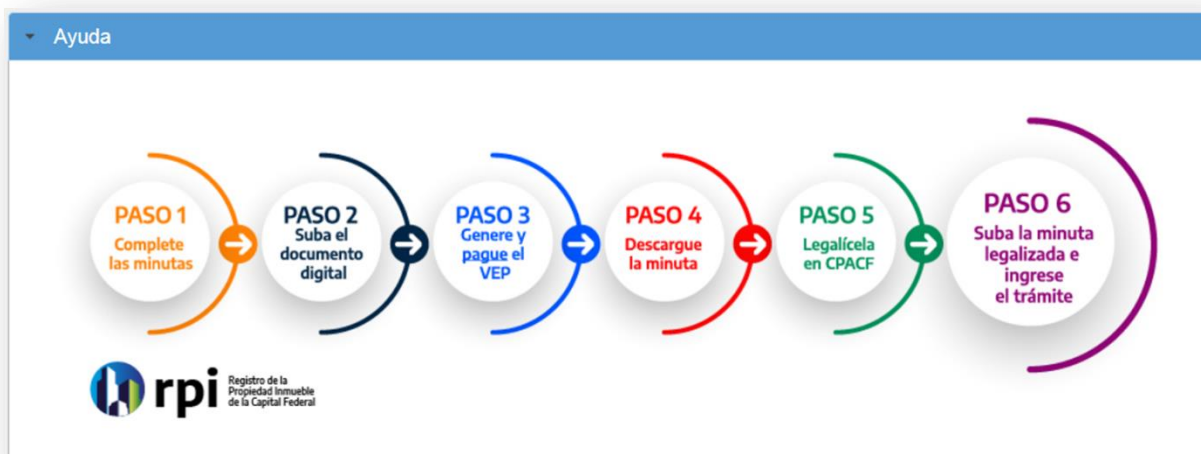 Ayuda
PASO 1
Complete
las minutas
PASO 2
Suba el
documento
digital
PASO 3
Genere y
pague el
VEP
PASO 4
Descargue
la minuta
PASO 5
Legalícela
en CPACF
PASO 6
Suba la minuta
legalizada e
ingrese
el trámite
rpi
Registro de la
Propiedad Inmueble
de la Capital Federal